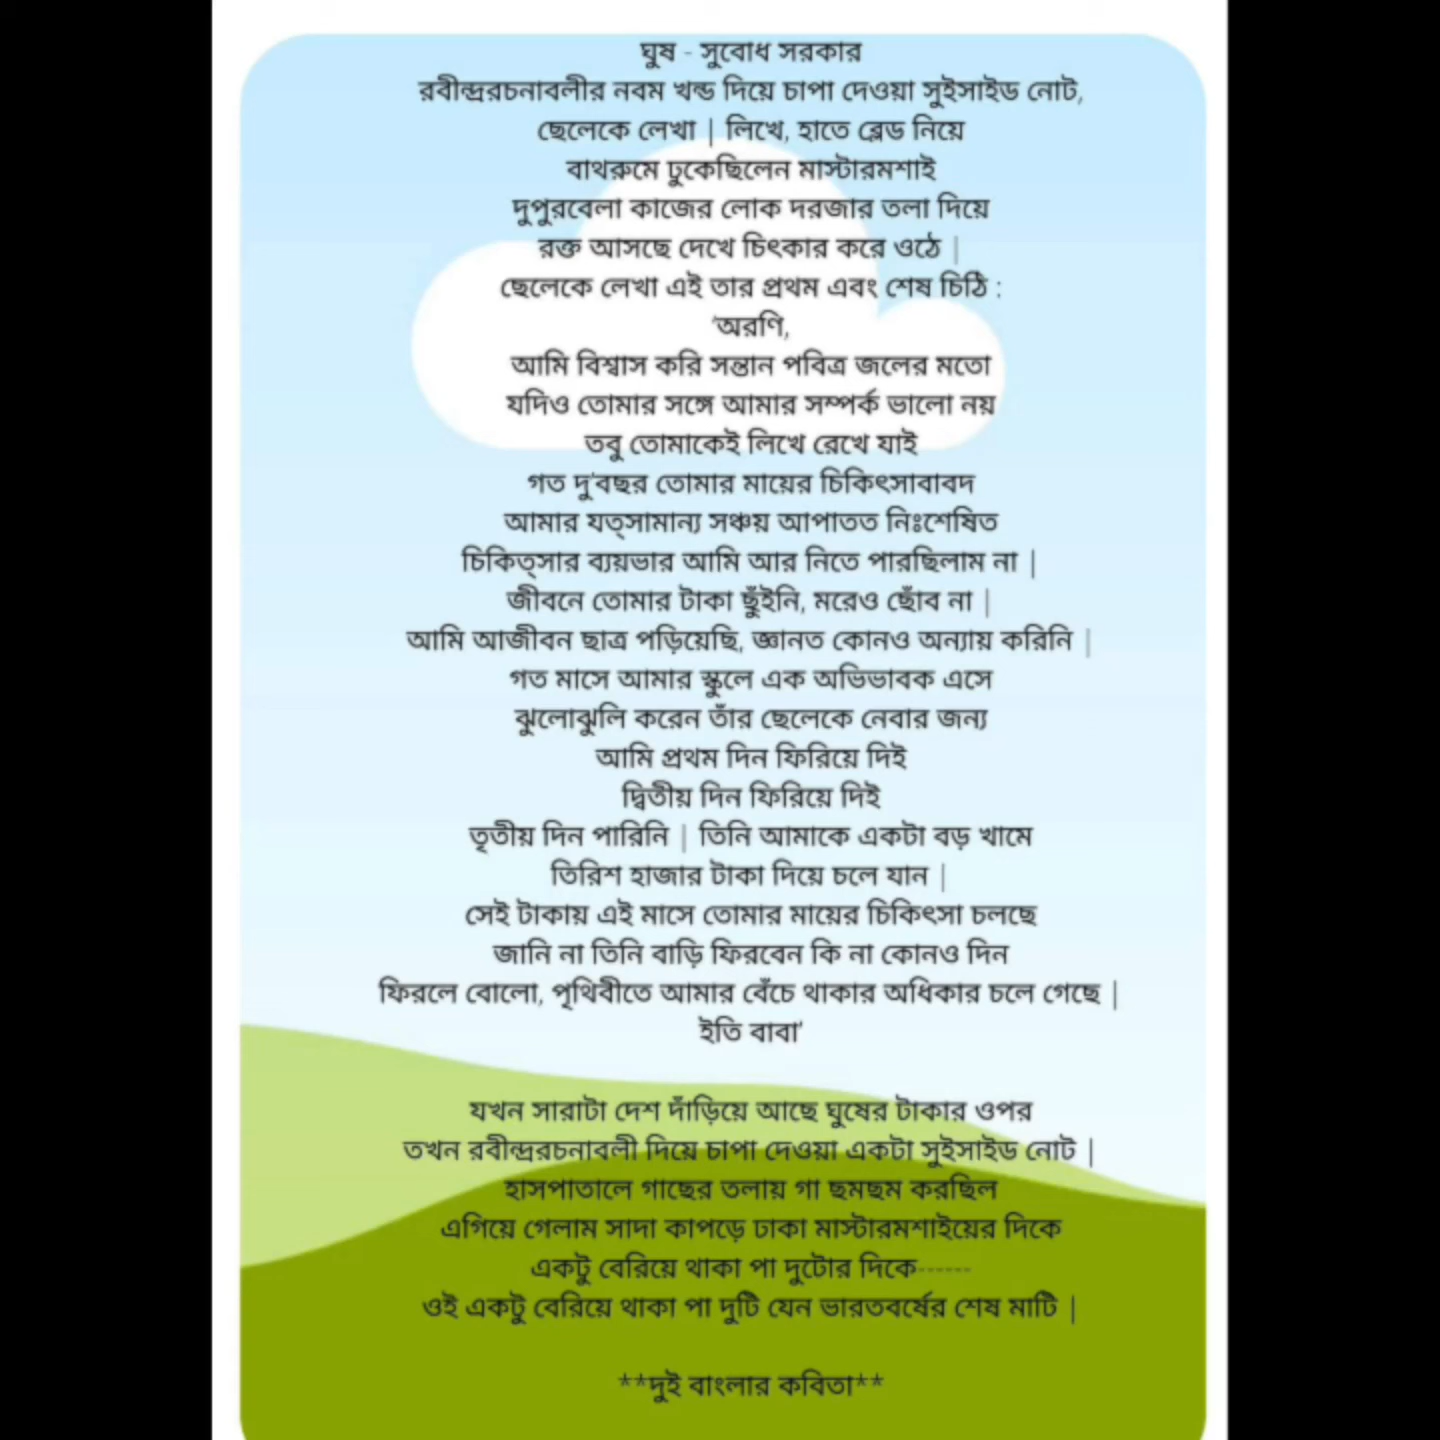 ঘুষ - সুবোধ সরকার
রবীন্দ্ররচনাবলীর নবম খন্ড দিয়ে চাপা দেওয়া সুইসাইড নোট,
ছেলেকে লেখা | লিখে, হাতে ব্লেড নিয়ে
বাথরুমে ঢুকেছিলেন মাস্টারমশাই
দুপুরবেলা কাজের লোক দরজার তলা দিয়ে
রক্ত আসছে দেখে চিৎকার করে ওঠে |
ছেলেকে লেখা এই তার প্রথম এবং শেষ চিঠি :
'অরণি,
আমি বিশ্বাস করি সন্তান পবিত্র জলের মতো
যদিও তোমার সঙ্গে আমার সম্পর্ক ভালো নয়
তবু তোমাকেই লিখে রেখে যাই
গত দু'বছর তোমার মায়ের চিকিৎসাবাবদ
আমার যত্সামান্য সঞ্চয় আপাতত নিঃশেষিত
চিকিত্সার ব্যয়ভার আমি আর নিতে পারছিলাম না |
জীবনে তোমার টাকা ছুঁইনি, মরেও ছোঁব না |
আমি আজীবন ছাত্র পড়িয়েছি, জ্ঞানত কোনও অন্যায় করিনি |
গত মাসে আমার স্কুলে এক অভিভাবক এসে
ঝুলোঝুলি করেন তাঁর ছেলেকে নেবার জন্য
আমি প্রথম দিন ফিরিয়ে দিই
দ্বিতীয় দিন ফিরিয়ে দিই
তৃতীয় দিন পারিনি | তিনি আমাকে একটা বড় খামে
তিরিশ হাজার টাকা দিয়ে চলে যান |
সেই টাকায় এই মাসে তোমার মায়ের চিকিৎসা চলছে
জানি না তিনি বাড়ি ফিরবেন কি না কোনও দিন
ফিরলে বোলো, পৃথিবীতে আমার বেঁচে থাকার অধিকার চলে গেছে |
ইতি বাবা'
যখন সারাটা দেশ দাঁড়িয়ে আছে ঘুষের টাকার ওপর
তখন রবীন্দ্ররচনাবলী দিয়ে চাপা দেওয়া একটা সুইসাইড নোট |
হাসপাতালে গাছের তলায় গা ছমছম করছিল
এগিয়ে গেলাম সাদা কাপড়ে ঢাকা মাস্টারমশাইয়ের দিকে
একটু বেরিয়ে থাকা পা দুটোর দিকে------
ওই একটু বেরিয়ে থাকা পা দুটি যেন ভারতবর্ষের শেষ মাটি |
**দুই বাংলার কবিতা**